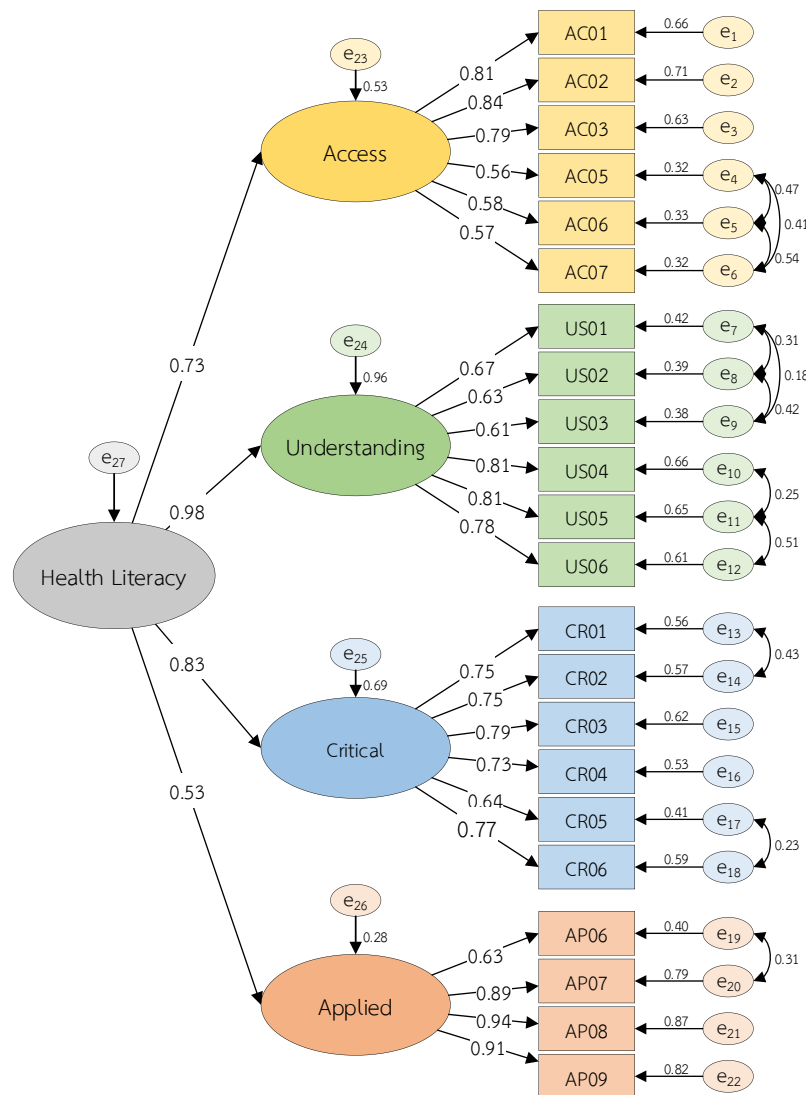 e23
0.53
Access
0.81
0.84
0.79
0.56
0.58
0.57
AC01
0.66
e1
AC02
0.71
e2
AC03
0.63
e3
AC05
0.32
e4
AC06
0.33
e5
AC07
0.32
e6
0.47
0.41
0.54
0.73
e24
0.96
Understanding
0.67
0.63
0.61
0.81
0.81
0.78
US01
0.42
e7
US02
0.39
e8
US03
0.38
e9
US04
0.66
e10
US05
0.65
e11
US06
0.61
e12
0.31
0.18
0.42
0.25
0.51
e27
0.98
Health Literacy
0.83
e25
0.69
Critical
0.75
0.75
0.79
0.73
0.64
0.77
CR01
0.56
e13
CR02
0.57
e14
CR03
0.62
e15
CR04
0.53
e16
CR05
0.41
e17
CR06
0.59
e18
0.43
0.23
0.53
e26
0.28
Applied
0.63
0.89
0.94
0.91
AP06
0.40
e19
AP07
0.79
e20
AP08
0.87
e21
AP09
0.82
e22
0.31